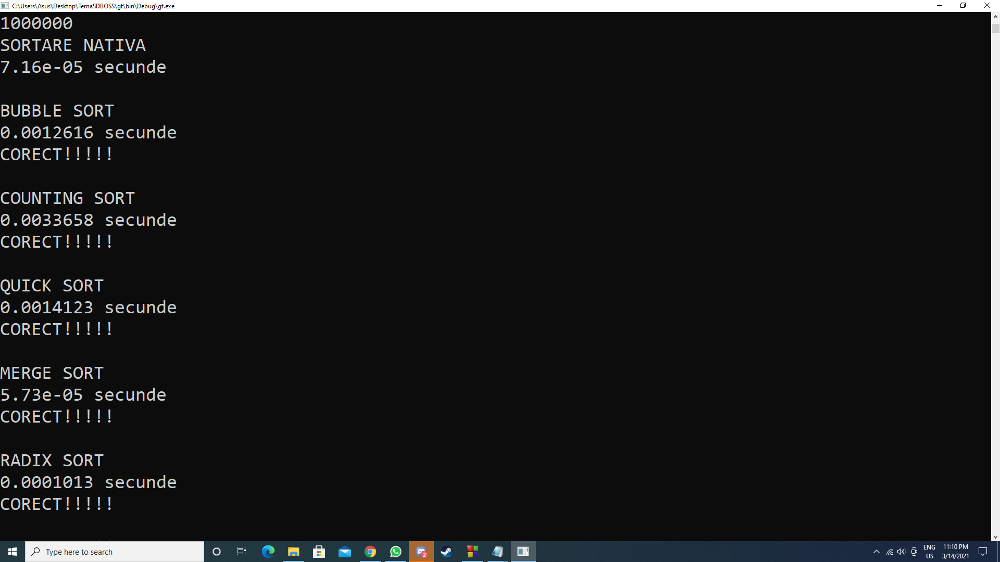 C:\Users\Asus\Desktop\TemaSDBOSS\gt\bin\Debug\gt.exe
1000000
SORTARE NATIVA
7.16e-05 secunde
BUBBLE SORT
0.0012616 secunde
CORECT!!!!!
COUNTING SORT
0.0033658 secunde
CORECT!!!!!
QUICK SORT
0.0014123 secunde
CORECT!!!!!
MERGE SORT
5.73e-05 secunde
CORECT!!!!!
RADIX SORT
0.0001013 secunde
CORECT!!!!!
Type here to search
2
ENG
US
11:10 PM
3/14/2021